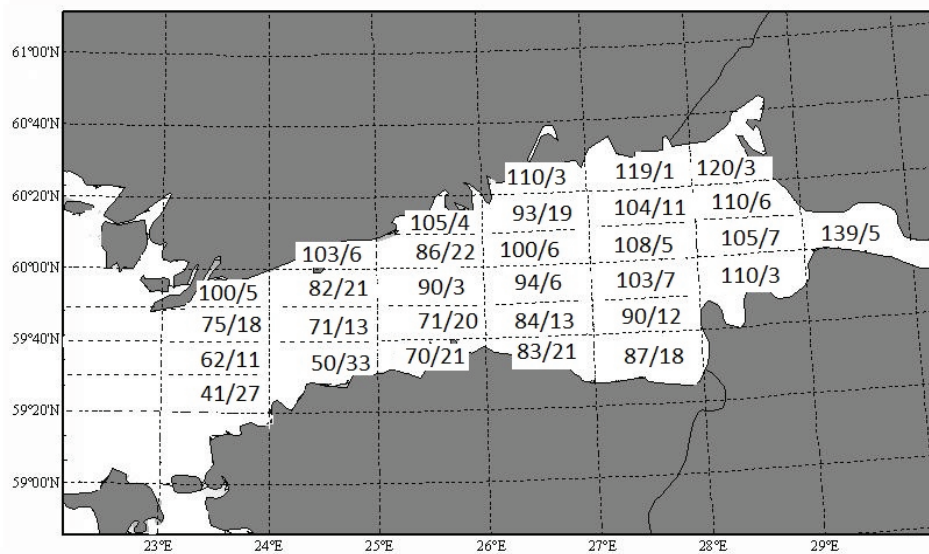 61°00'N
60°40'N
110/3 119/1 120/3
60°20'N
105/4 93/19 104/11 110/6
103/6 86/22 100/6 108/5 105/7 139/5
60°00'N
100/5 82/21 90/3 94/6 103/7 110/3
75/18 71/13 71/20 84/13 90/12
59°40'N
62/11 50/33 70/21 83/21 87/18
41/27
59°20'N
59°00'N
23°E 24°E 25°E 26°E 27°E 28°E 29°E